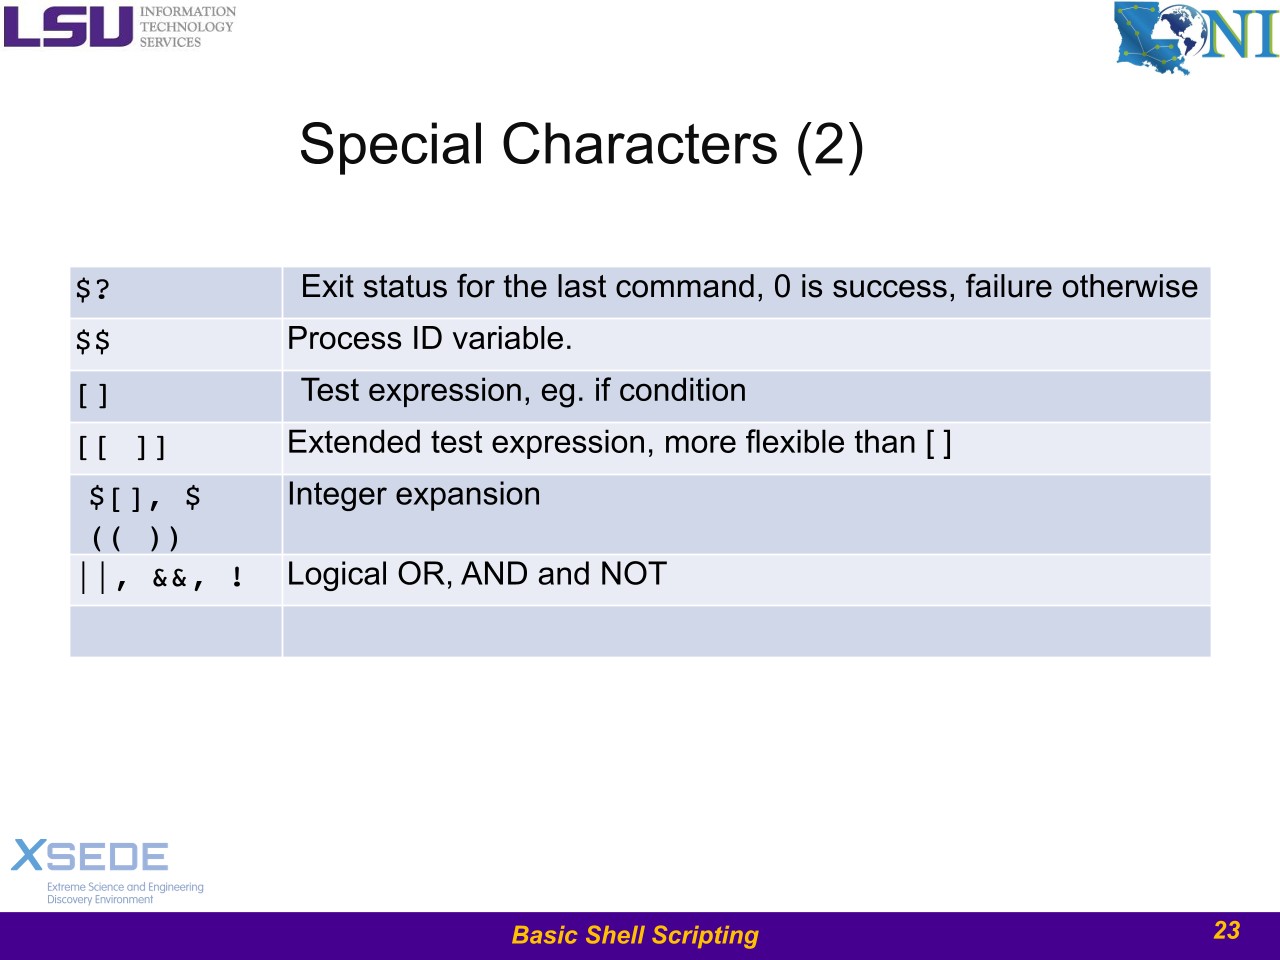 LSU INFORMATION
TECHNOLOGY
SERVICES
LONI
Special Characters (2)
$? Exit status for the last command, 0 is success, failure otherwise
$$ Process ID variable.
[] Test expression, eg. if condition
[[ ]] Extended test expression, more flexible than [ ]
$[], $ Integer expansion
(( ))
||, &&, ! Logical OR, AND and NOT
XSEDE
Extreme Science and Engineering
Discovery Environment
Basic Shell Scripting 23